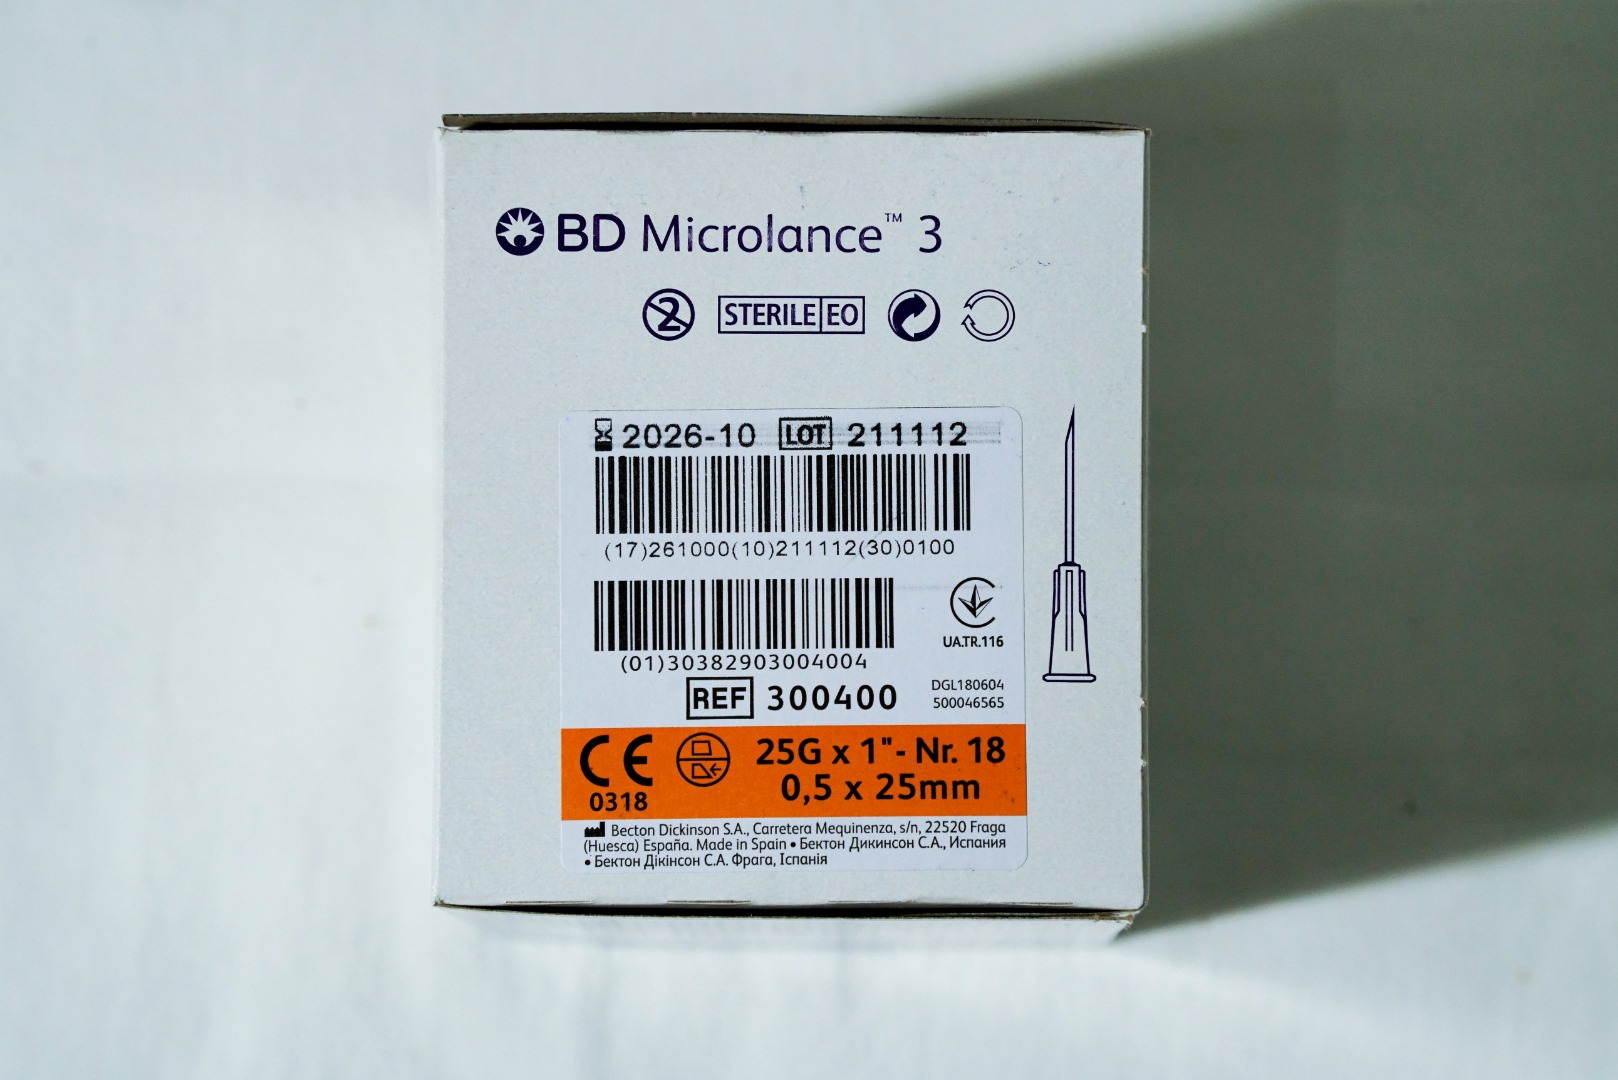 BD Microlance™ 3
2 STERILE EO
2026-10 LOT 211112
(17)261000(10)211112(30)0100
(01)30382903004004
UA.TR.116
REF 300400
DGL180604
500046565
CE 0318
25G x 1" - Nr. 18
0,5 x 25mm
Becton Dickinson S.A., Carretera Mequinenza, s/n, 22520 Fraga
(Huesca) España. Made in Spain • Бектон Дикинсон С.А., Испания
• Бектон Дікінсон С.А. Фрага, Іспанія